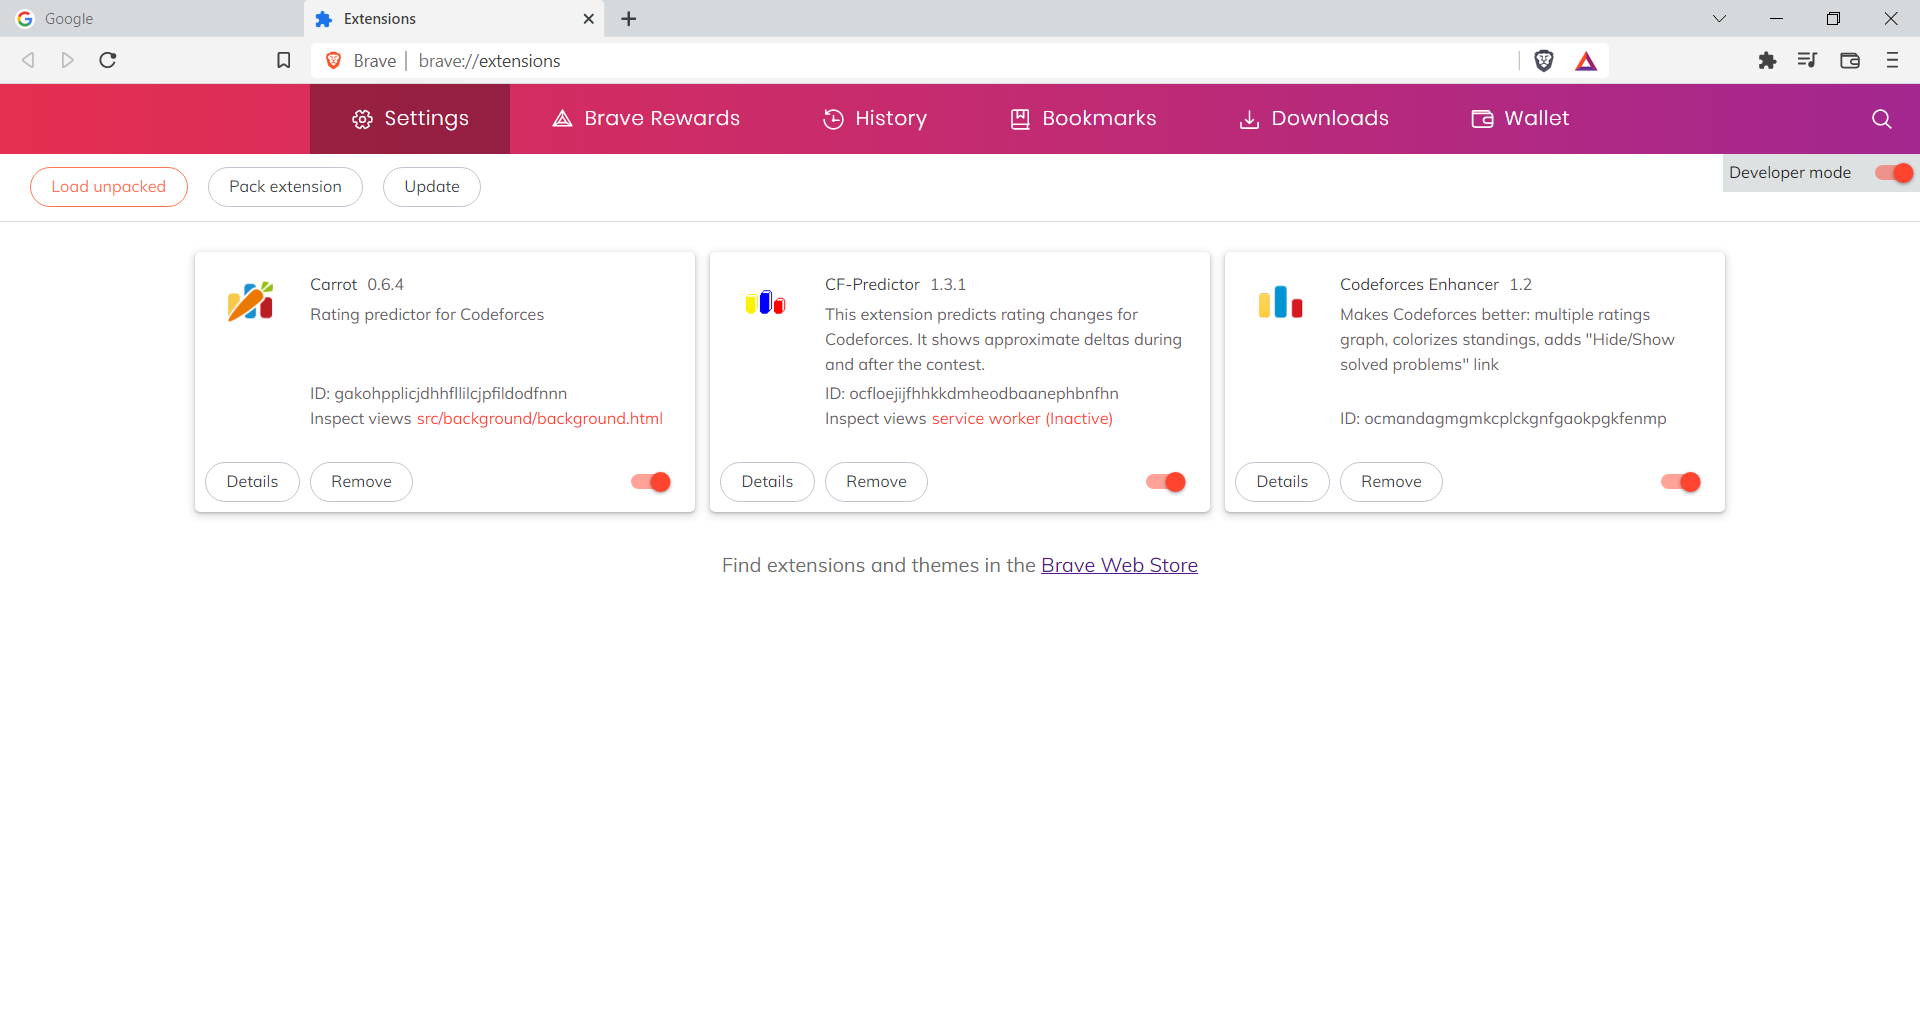 Google
Extensions
Brave | brave://extensions
Settings
Brave Rewards
History
Bookmarks
Downloads
Wallet
Load unpacked
Pack extension
Update
Developer mode
Carrot 0.6.4
Rating predictor for Codeforces
ID: gakohpplicjdhhfllilcjpfildodfnnn
Inspect views src/background/background.html
Details
Remove
CF-Predictor 1.3.1
This extension predicts rating changes for
Codeforces. It shows approximate deltas during
and after the contest.
ID: ocfloejijfhhkkdmheodbaanephbnfhn
Inspect views service worker (Inactive)
Details
Remove
Codeforces Enhancer 1.2
Makes Codeforces better: multiple ratings
graph, colorizes standings, adds "Hide/Show
solved problems" link
ID: ocmandagmgmkcplckgnfgaokpgkfenmp
Details
Remove
Find extensions and themes in the Brave Web Store